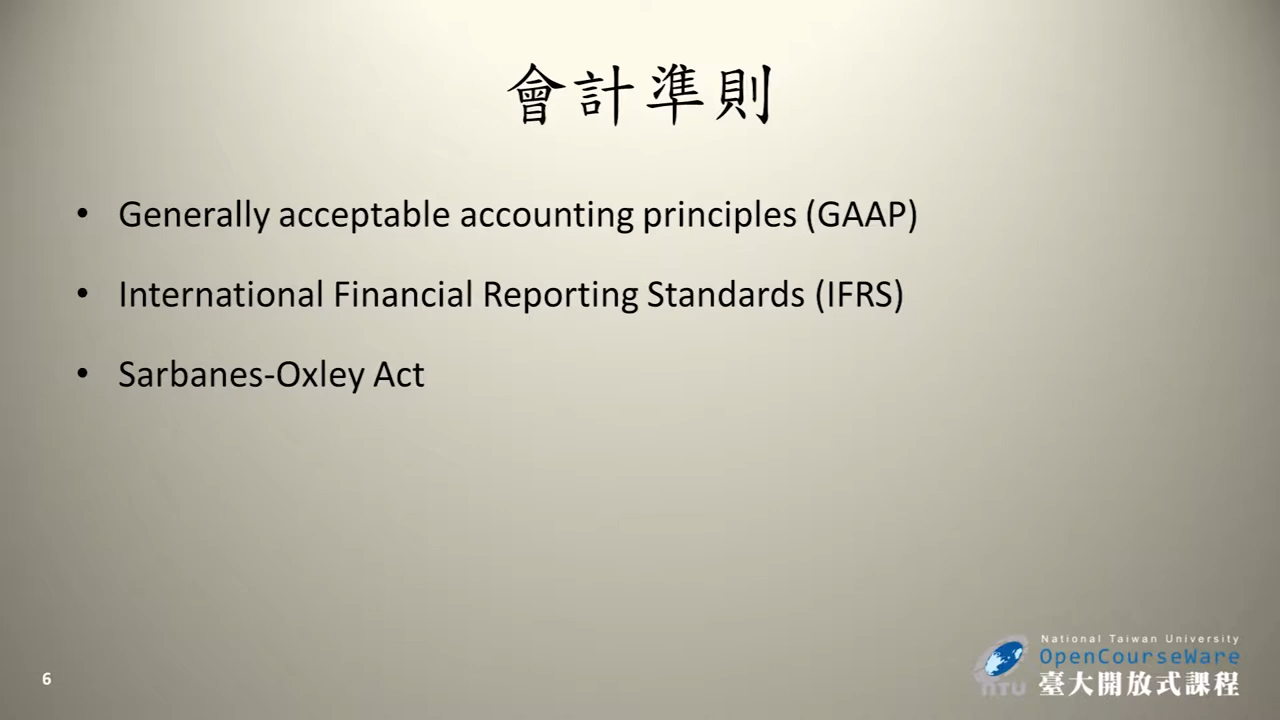 會計準則
• Generally acceptable accounting principles (GAAP)
• International Financial Reporting Standards (IFRS)
• Sarbanes-Oxley Act
6
National Taiwan University
OpenCourseWare
NTU
臺大開放式課程